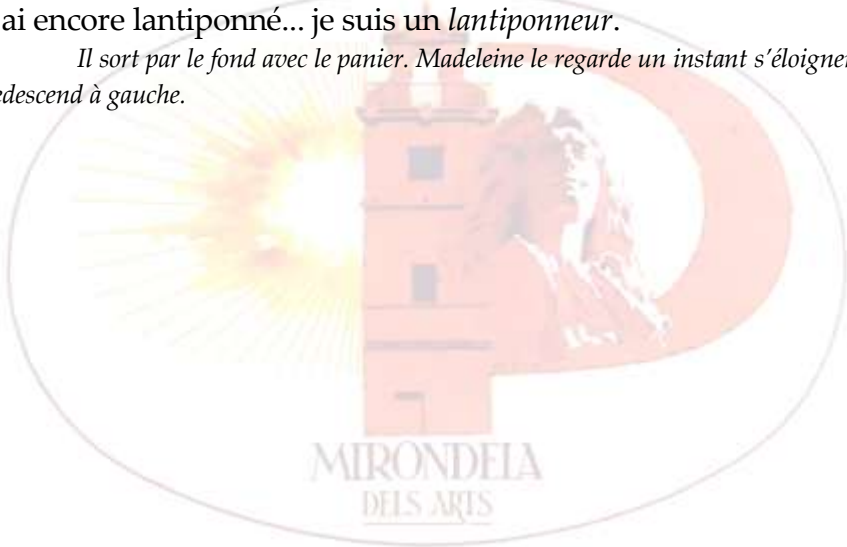 ai encore lantiponné... je suis un lantiponneur.
Il sort par le fond avec le panier. Madeleine le regarde un instant s’éloigner
edescend à gauche.
MIRONDELA
DELS ARTS